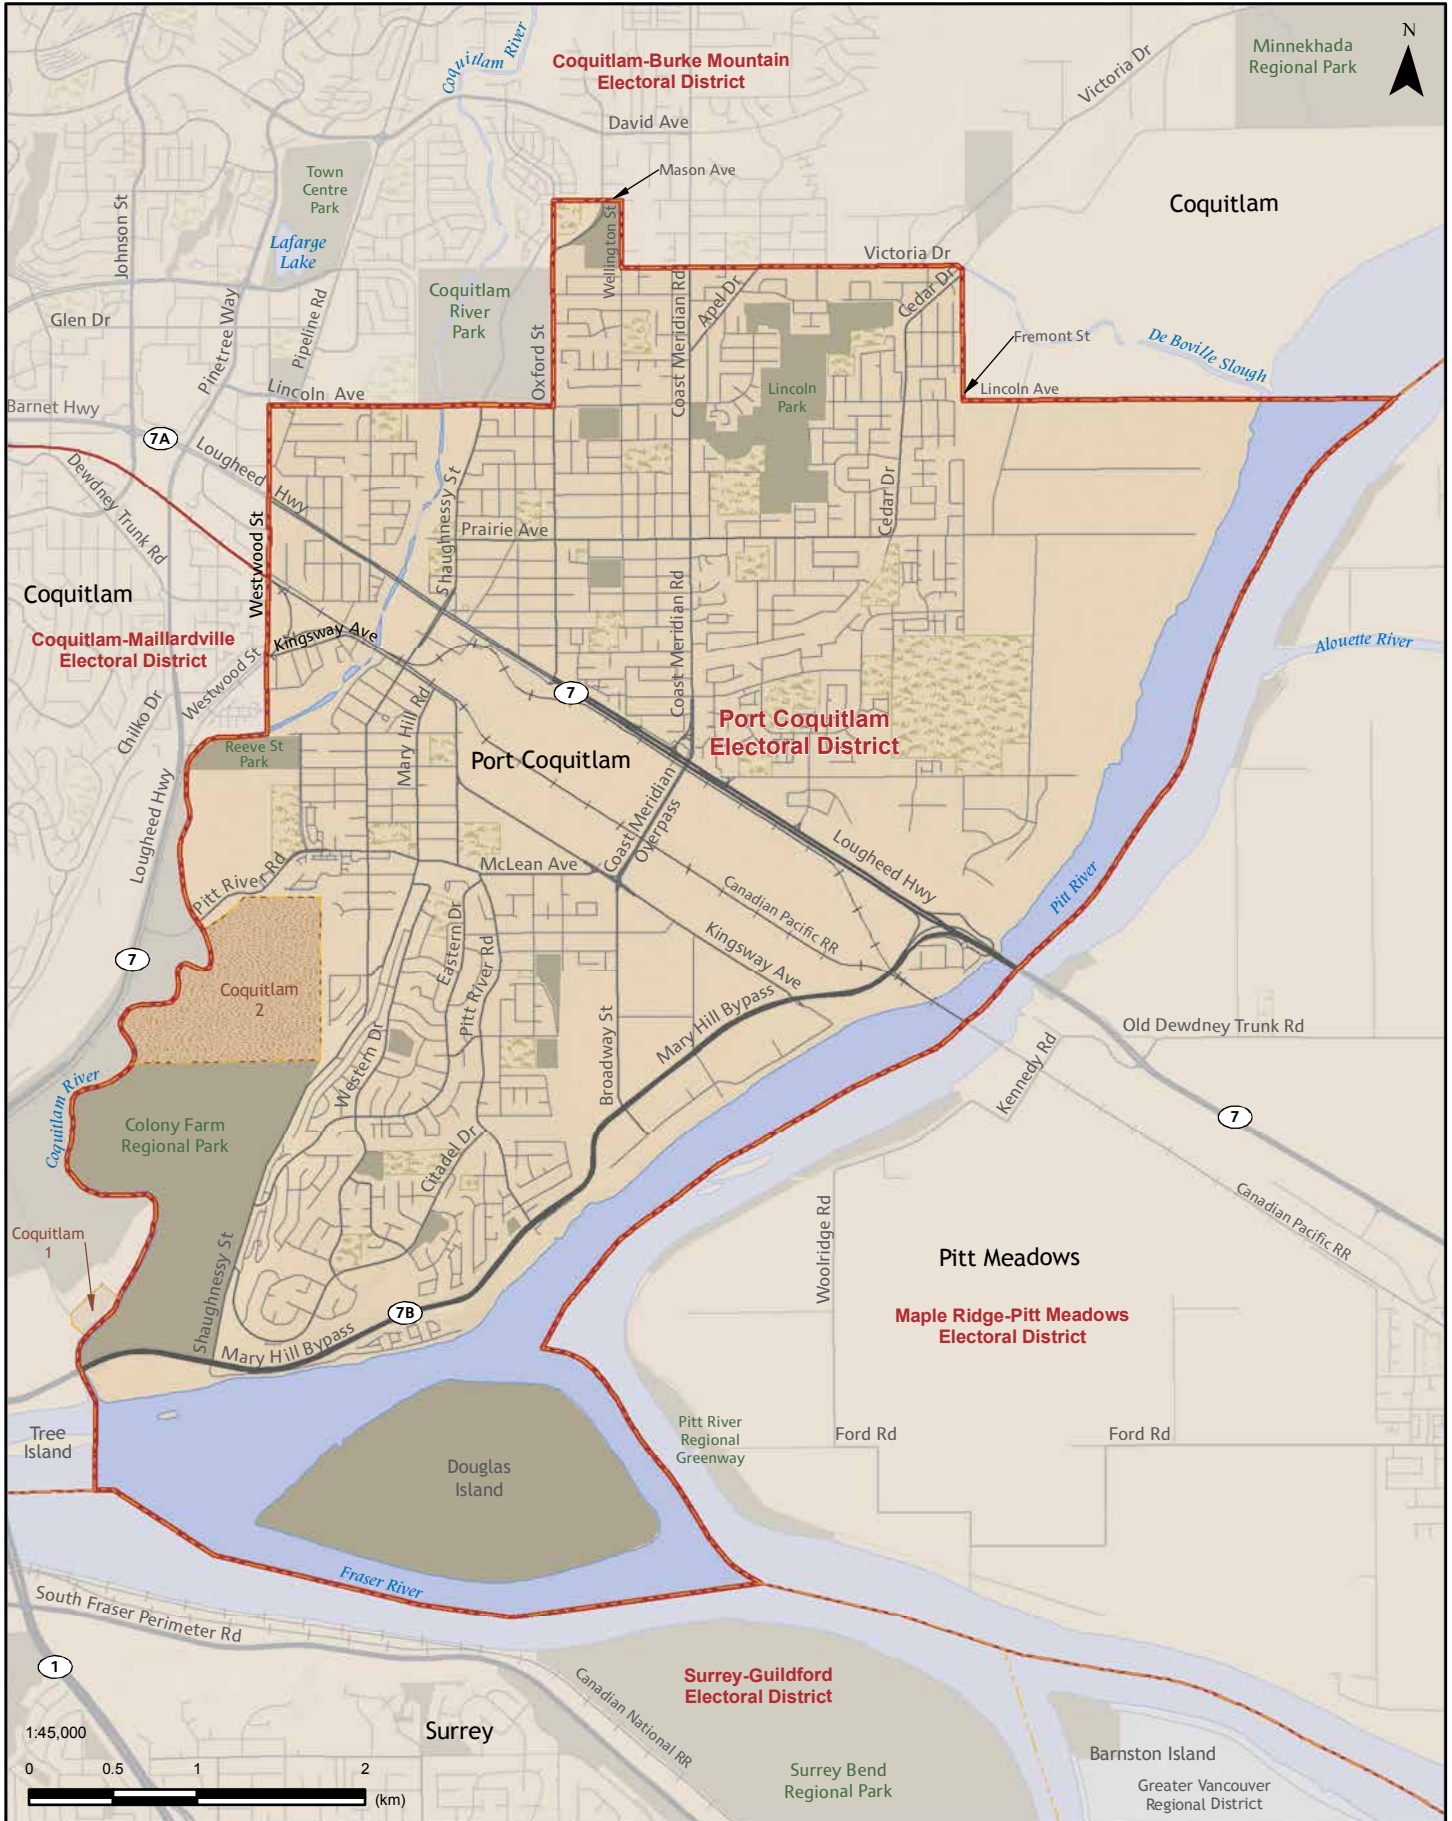 N
Minnekhada
Regional Park
Coquitlam River
Coquitlam-Burke Mountain
Electoral District
Victoria Dr
David Ave
Mason Ave
Town
Centre
Park
Johnson St
Lafarge
Lake
Coquitlam
Wellington St
Victoria Dr
Coquitlam
River
Park
Glen Dr
Pinetree Way
Pipeline Rd
Oxford St
Coast Meridian Rd
Apel Dr
Cedar Dr
Fremont St
De Boville Slough
Lincoln Ave
Lincoln
Park
Lincoln Ave
Barnet Hwy
7A
Lougheed Hwy
Dewdney Trunk Rd
Shaughnessy St
Cedar Dr
Prairie Ave
Westwood St
Coquitlam
Coquitlam-Maillardville
Electoral District
Kingsway Ave
Westwood St
Coast Meridian Rd
Alouette River
Chilko Dr
Mary Hill Rd
7
Port Coquitlam
Electoral District
Reeve St
Park
Port Coquitlam
Lougheed Hwy
Coast Meridian
Overpass
Lougheed Hwy
McLean Ave
Pitt River Rd
Canadian Pacific RR
Pitt River
7
Eastern Dr
Pitt River Rd
Kingsway Ave
Coquitlam
2
Mary Hill Bypass
Old Dewdney Trunk Rd
Western Dr
Broadway St
Kennedy Rd
Coquitlam River
7
Colony Farm
Regional Park
Citadel Dr
Coquitlam
1
Woolridge Rd
Canadian Pacific RR
Pitt Meadows
Shaughnessy St
7B
Mary Hill Bypass
Maple Ridge-Pitt Meadows
Electoral District
Tree
Island
Pitt River
Regional
Greenway
Ford Rd
Ford Rd
Douglas
Island
Fraser River
South Fraser Perimeter Rd
1
Canadian National RR
Surrey-Guildford
Electoral District
Surrey
1:45,000
0 0.5 1 2
(km)
Surrey Bend
Regional Park
Barnston Island
Greater Vancouver
Regional District